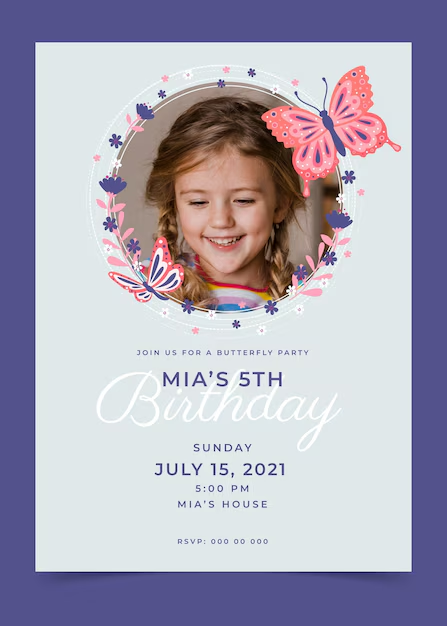 JOIN US FOR A BUTTERFLY PARTY
MIA'S 5TH
Birthday
SUNDAY
JULY 15, 2021
5:00 PM
MIA'S HOUSE
RSVP: 000 00 000